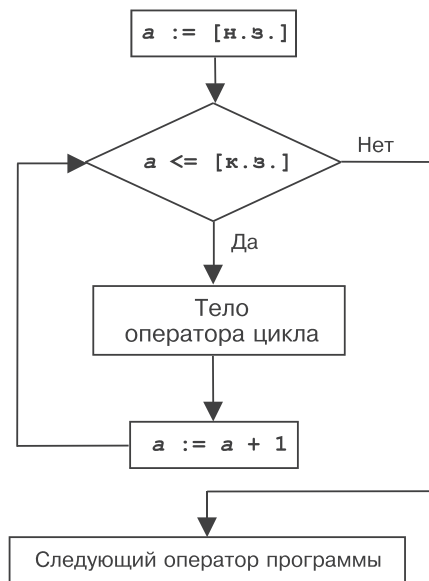 a := [н.з.]
a <= [к.з.]
Нет
Да
Тело
оператора цикла
a := a + 1
Следующий оператор программы